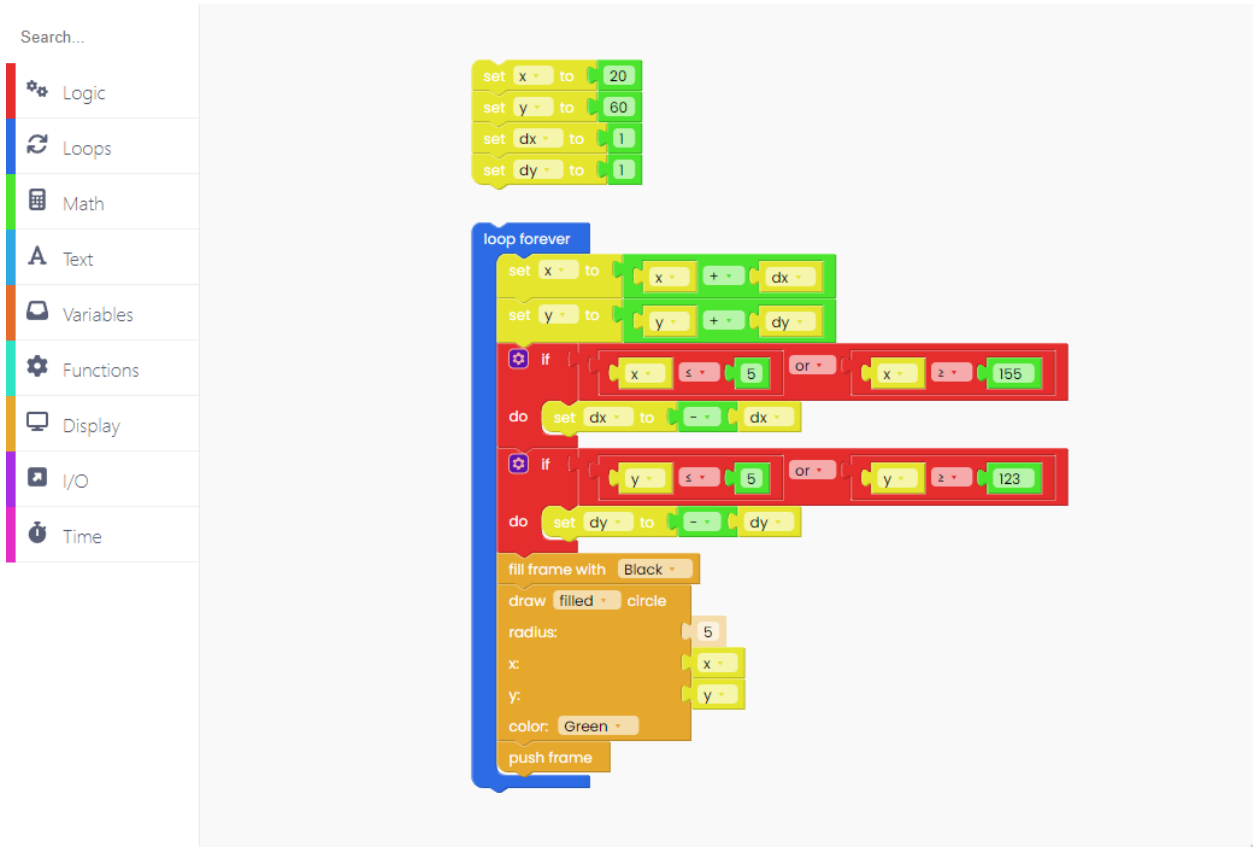 Search...
Logic
Loops
Math
Text
Variables
Functions
Display
I/O
Time
set x to 20
set y to 60
set dx to 1
set dy to 1
loop forever
set x to x + dx
set y to y + dy
if x ≤ 5 or x ≥ 155
do set dx to - dx
if y ≤ 5 or y ≥ 123
do set dy to - dy
fill frame with Black
draw filled circle
radius: 5
x: x
y: y
color: Green
push frame